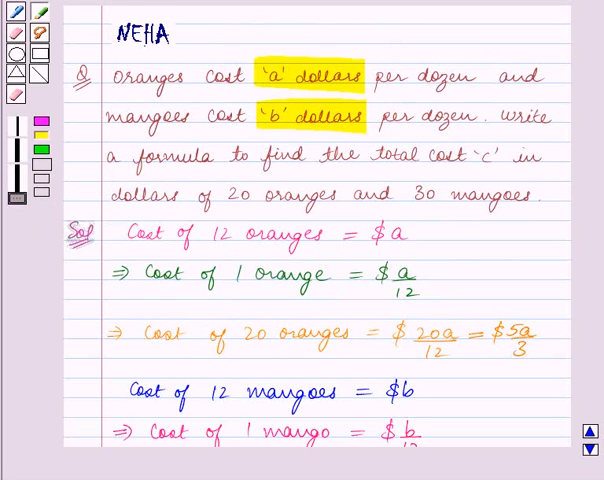 NEHA
Q Oranges cost 'a' dollars per dozen and
mangoes cost 'b' dollars per dozen. Write
a formula to find the total cost 'c' in
dollars of 20 oranges and 30 mangoes.
Sol Cost of 12 oranges = $ a
⇒ Cost of 1 orange = $ a/12
⇒ Cost of 20 oranges = $ 20a/12 = $ 5a/3
Cost of 12 mangoes = $b
⇒ Cost of 1 mango = $ b/12